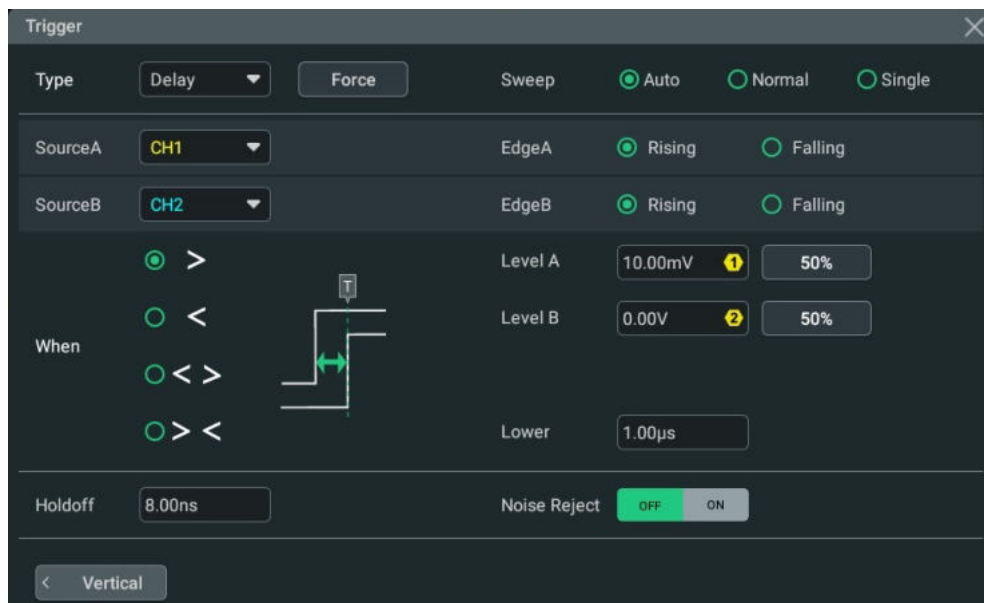 Trigger
Type Delay Force Sweep Auto Normal Single
SourceA CH1 EdgeA Rising Falling
SourceB CH2 EdgeB Rising Falling
> Level A 10.00mV 1 50%
T
< Level B 0.00V 2 50%
When
< >
> < Lower 1.00µs
Holdoff 8.00ns Noise Reject OFF ON
< Vertical